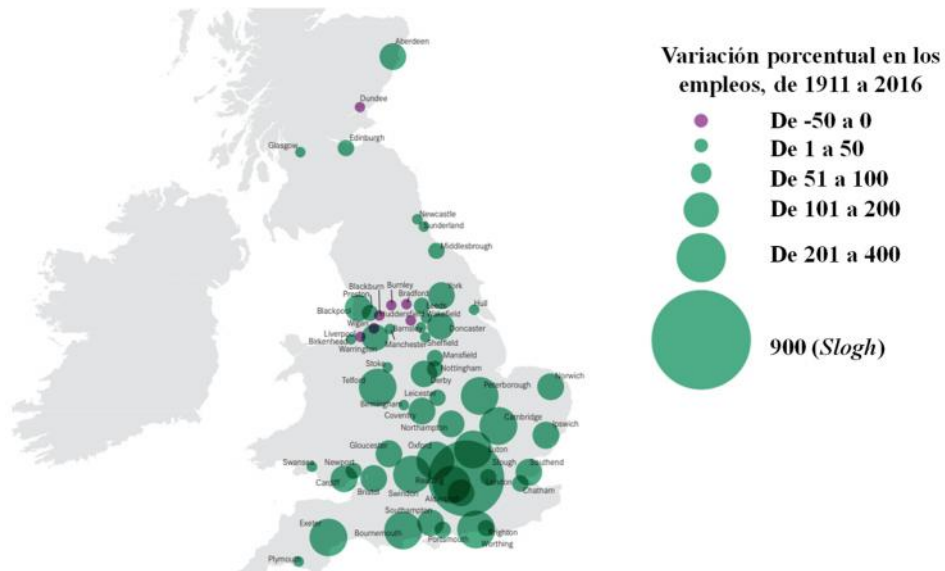 Aberdeen
Dundee
Edinburgh
Glasgow
Newcastle
Sunderland
Middlesbrough
Blackburn
Burnley
Preston
Bradford
York
Blackpool
Leeds
Hull
Huddersfield
Wakefield
Wigan
Liverpool
Barnsley
Doncaster
Birkenhead
Manchester
Sheffield
Warrington
Mansfield
Stoke
Nottingham
Telford
Derby
Peterborough
Norwich
Leicester
Birmingham
Coventry
Cambridge
Northampton
Ipswich
Gloucester
Oxford
Luton
Swansea
Newport
Slough
Southend
Cardiff
Bristol
Reading
London
Swindon
Chatham
Southampton
Exeter
Bournemouth
Portsmouth
Brighton
Worthing
Plymouth
Variación porcentual en los
empleos, de 1911 a 2016
De -50 a 0
De 1 a 50
De 51 a 100
De 101 a 200
De 201 a 400
900 (Slogh)